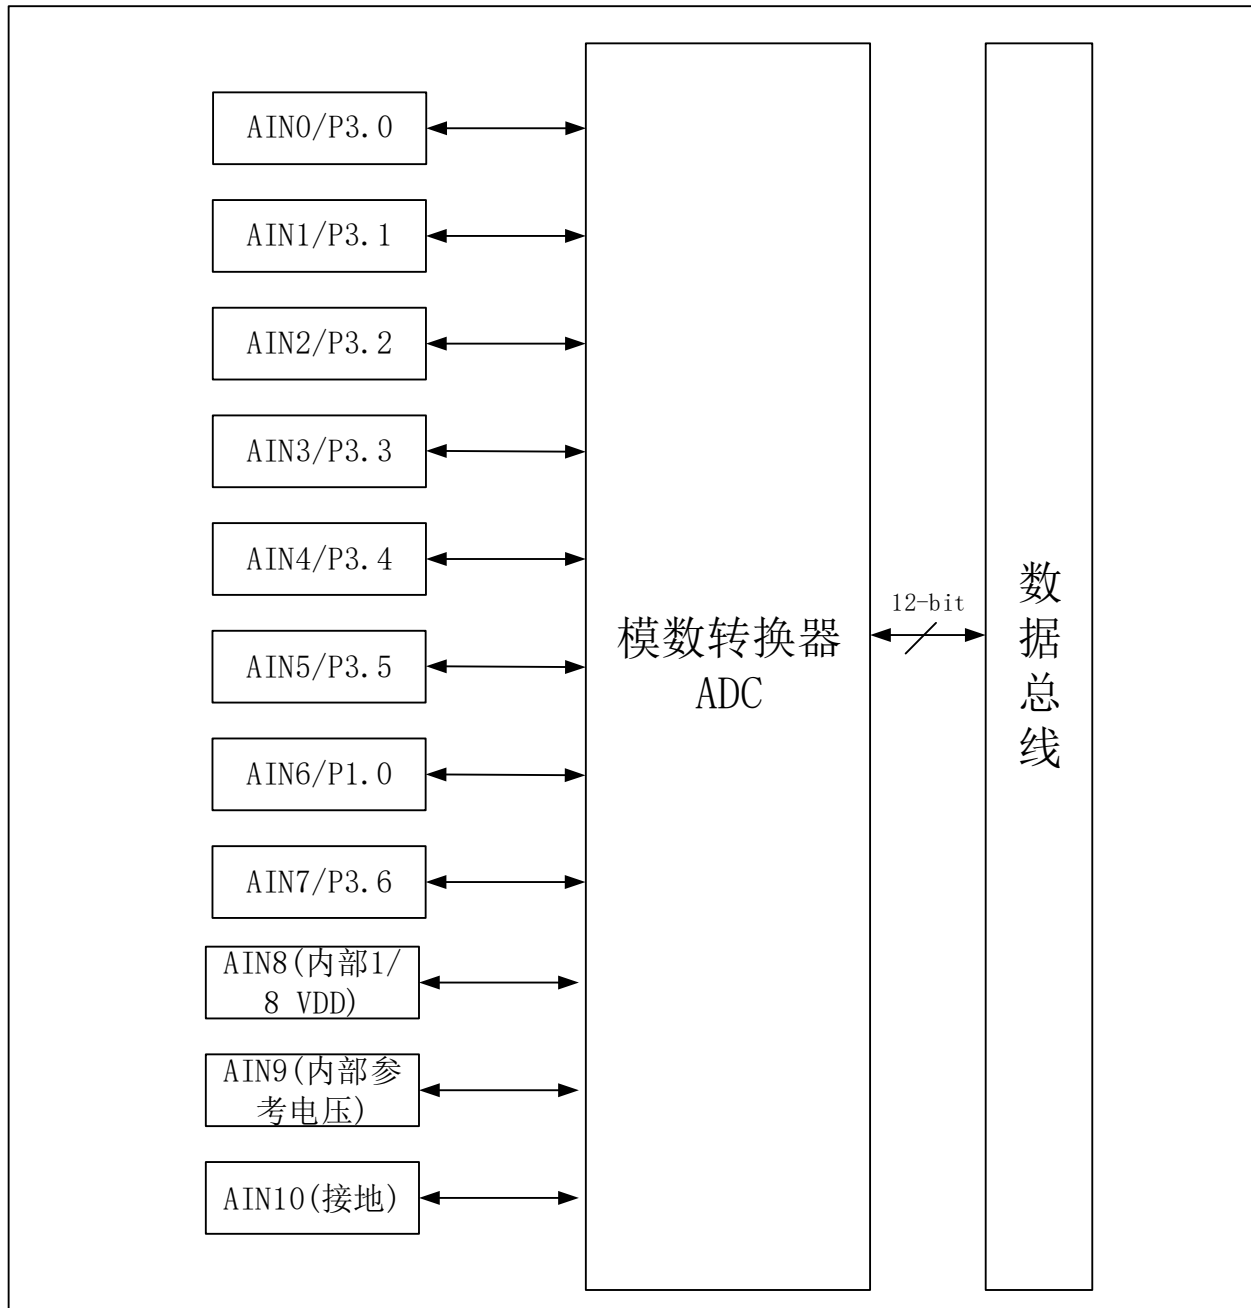 AIN0/P3.0
AIN1/P3.1
AIN2/P3.2
AIN3/P3.3
AIN4/P3.4
AIN5/P3.5
AIN6/P1.0
AIN7/P3.6
AIN8(内部1/
8 VDD)
AIN9(内部参
考电压)
AIN10(接地)
模数转换器
ADC
12-bit
数
据
总
线